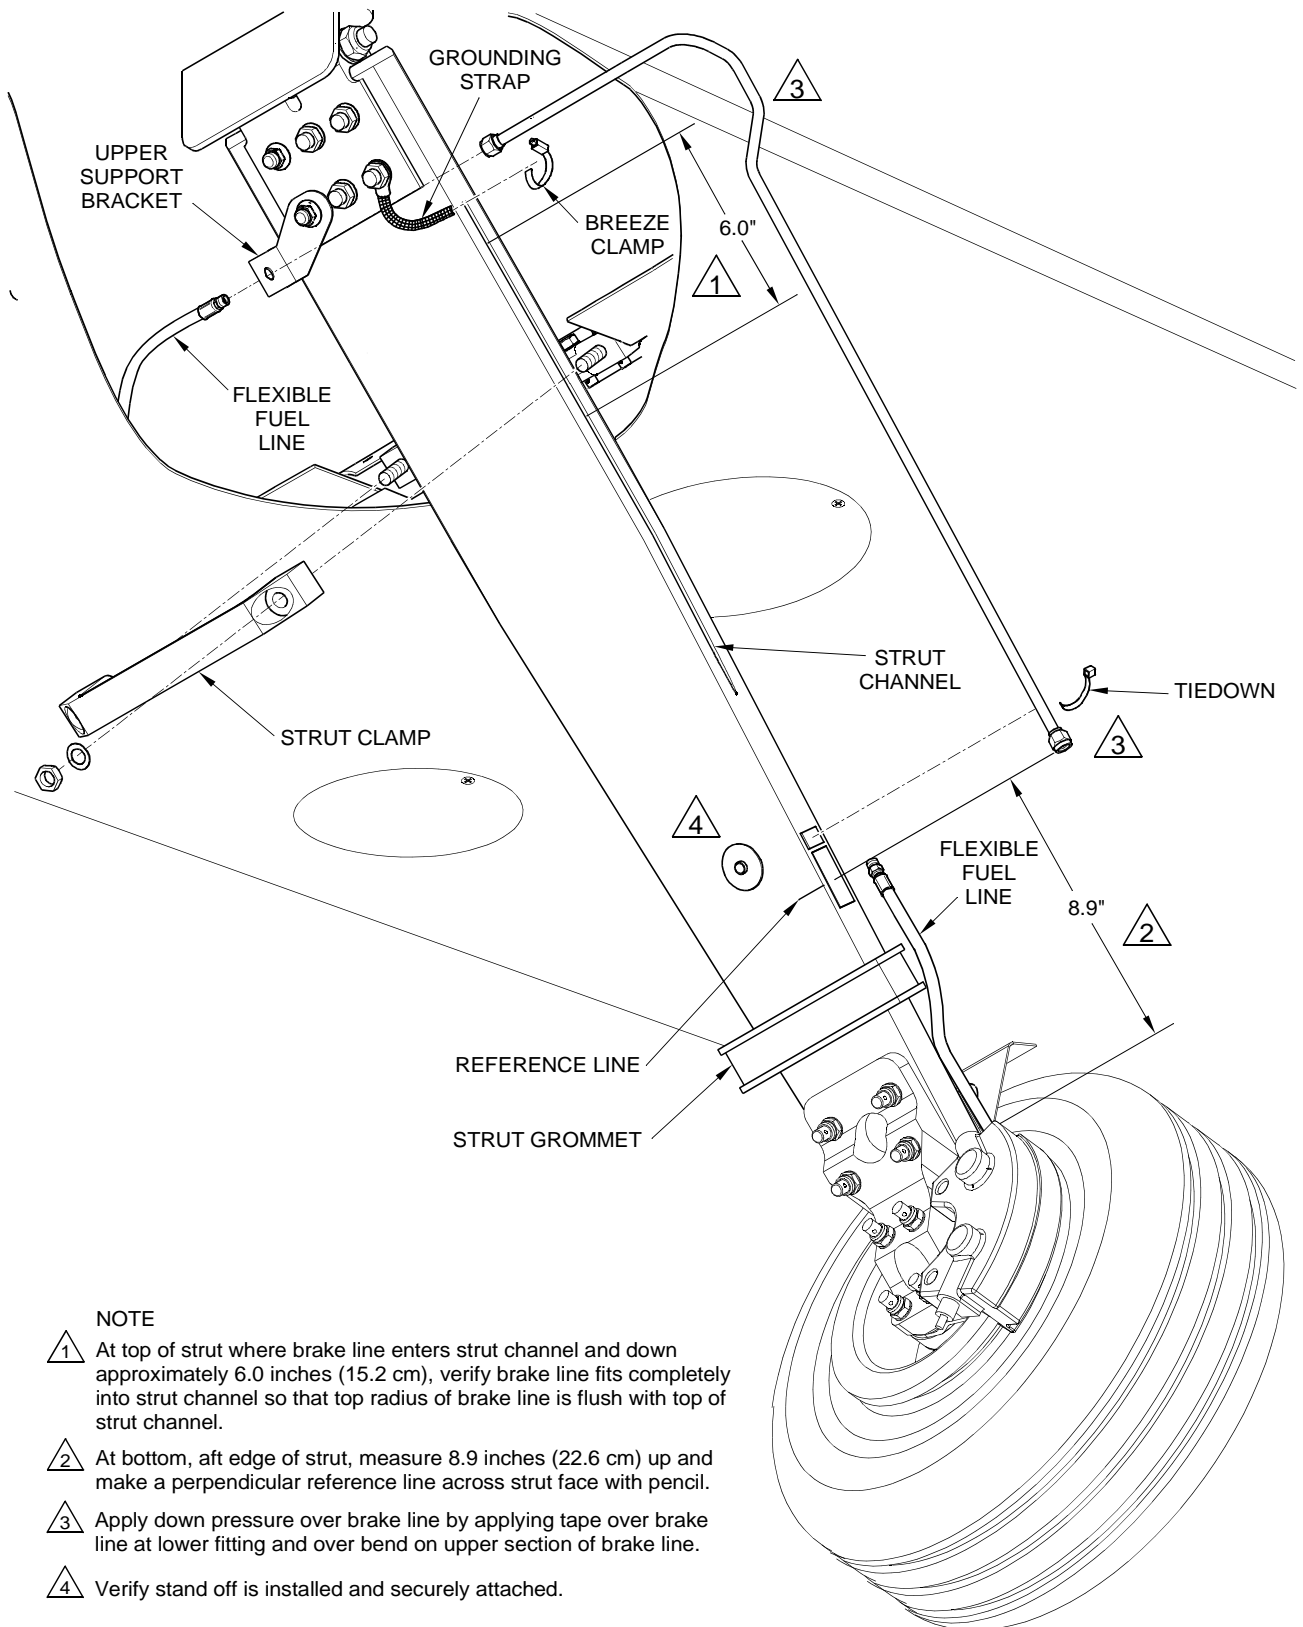 GROUNDING
STRAP
3
UPPER
SUPPORT
BRACKET
BREEZE
CLAMP
6.0"
1
FLEXIBLE
FUEL
LINE
STRUT
CHANNEL
TIEDOWN
STRUT CLAMP
3
4
FLEXIBLE
FUEL
LINE
8.9"
2
REFERENCE LINE
STRUT GROMMET
NOTE
1 At top of strut where brake line enters strut channel and down
approximately 6.0 inches (15.2 cm), verify brake line fits completely
into strut channel so that top radius of brake line is flush with top of
strut channel.
2 At bottom, aft edge of strut, measure 8.9 inches (22.6 cm) up and
make a perpendicular reference line across strut face with pencil.
3 Apply down pressure over brake line by applying tape over brake
line at lower fitting and over bend on upper section of brake line.
4 Verify stand off is installed and securely attached.